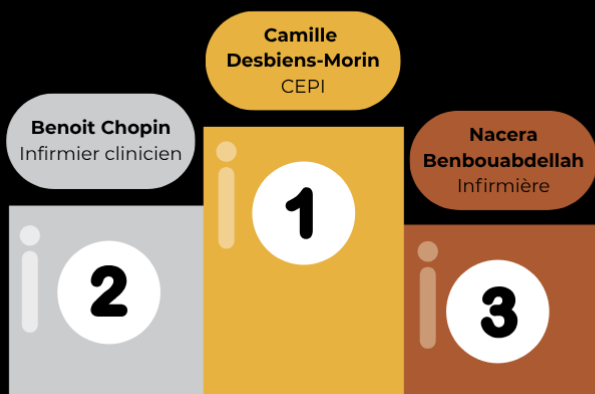 Camille
Desbiens-Morin
CEPI
Benoit Chopin
Infirmier clinicien
Nacera
Benbouabdellah
Infirmière
1
2
3